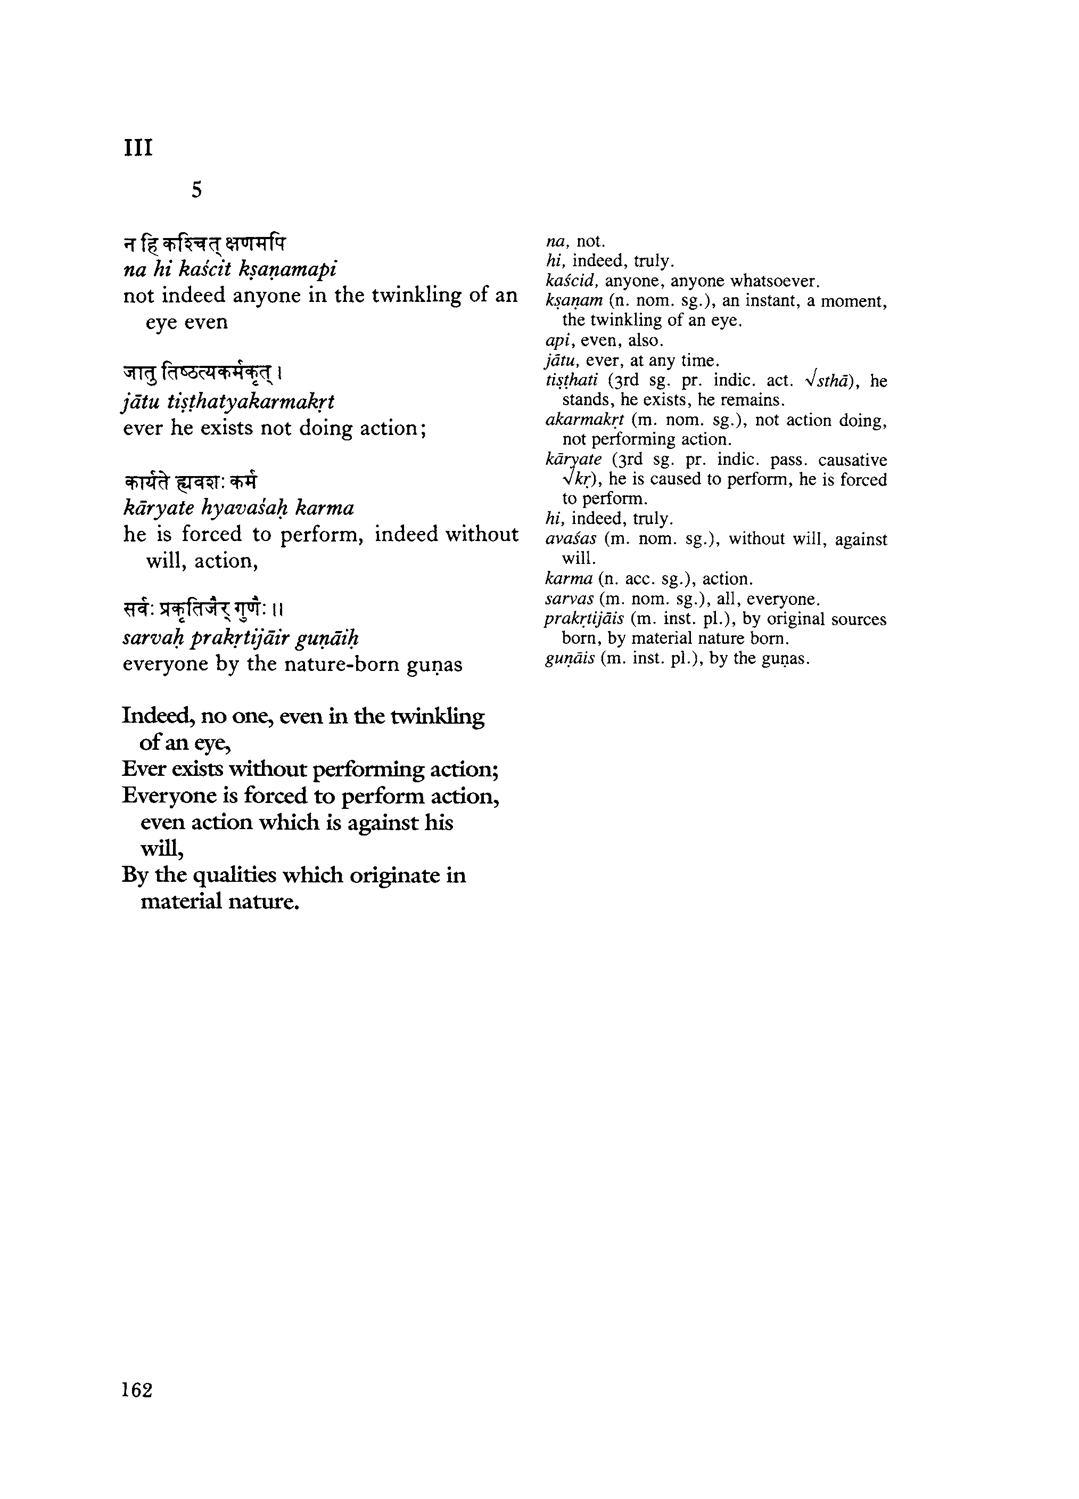 III
5
न हि कश्चित् क्षणमपि
na hi kaścit kṣaṇamapi
not indeed anyone in the twinkling of an
eye even
जातु तिष्ठत्यकर्मकृत् ।
jātu tiṣṭhatyakarmakṛt
ever he exists not doing action;
कार्यते ह्यवशः कर्म
kāryate hyavaśaḥ karma
he is forced to perform, indeed without
will, action,
सर्वः प्रकृतिजैर् गुणैः ॥
sarvaḥ prakṛtijāir guṇāiḥ
everyone by the nature-born guṇas
Indeed, no one, even in the twinkling
of an eye,
Ever exists without performing action;
Everyone is forced to perform action,
even action which is against his
will,
By the qualities which originate in
material nature.
na, not.
hi, indeed, truly.
kaścid, anyone, anyone whatsoever.
kṣaṇam (n. nom. sg.), an instant, a moment,
the twinkling of an eye.
api, even, also.
jātu, ever, at any time.
tiṣṭhati (3rd sg. pr. indic. act. √sthā), he
stands, he exists, he remains.
akarmakṛt (m. nom. sg.), not action doing,
not performing action.
kāryate (3rd sg. pr. indic. pass. causative
√kṛ), he is caused to perform, he is forced
to perform.
hi, indeed, truly.
avaśas (m. nom. sg.), without will, against
will.
karma (n. acc. sg.), action.
sarvas (m. nom. sg.), all, everyone.
prakṛtijāis (m. inst. pl.), by original sources
born, by material nature born.
guṇāis (m. inst. pl.), by the guṇas.
162